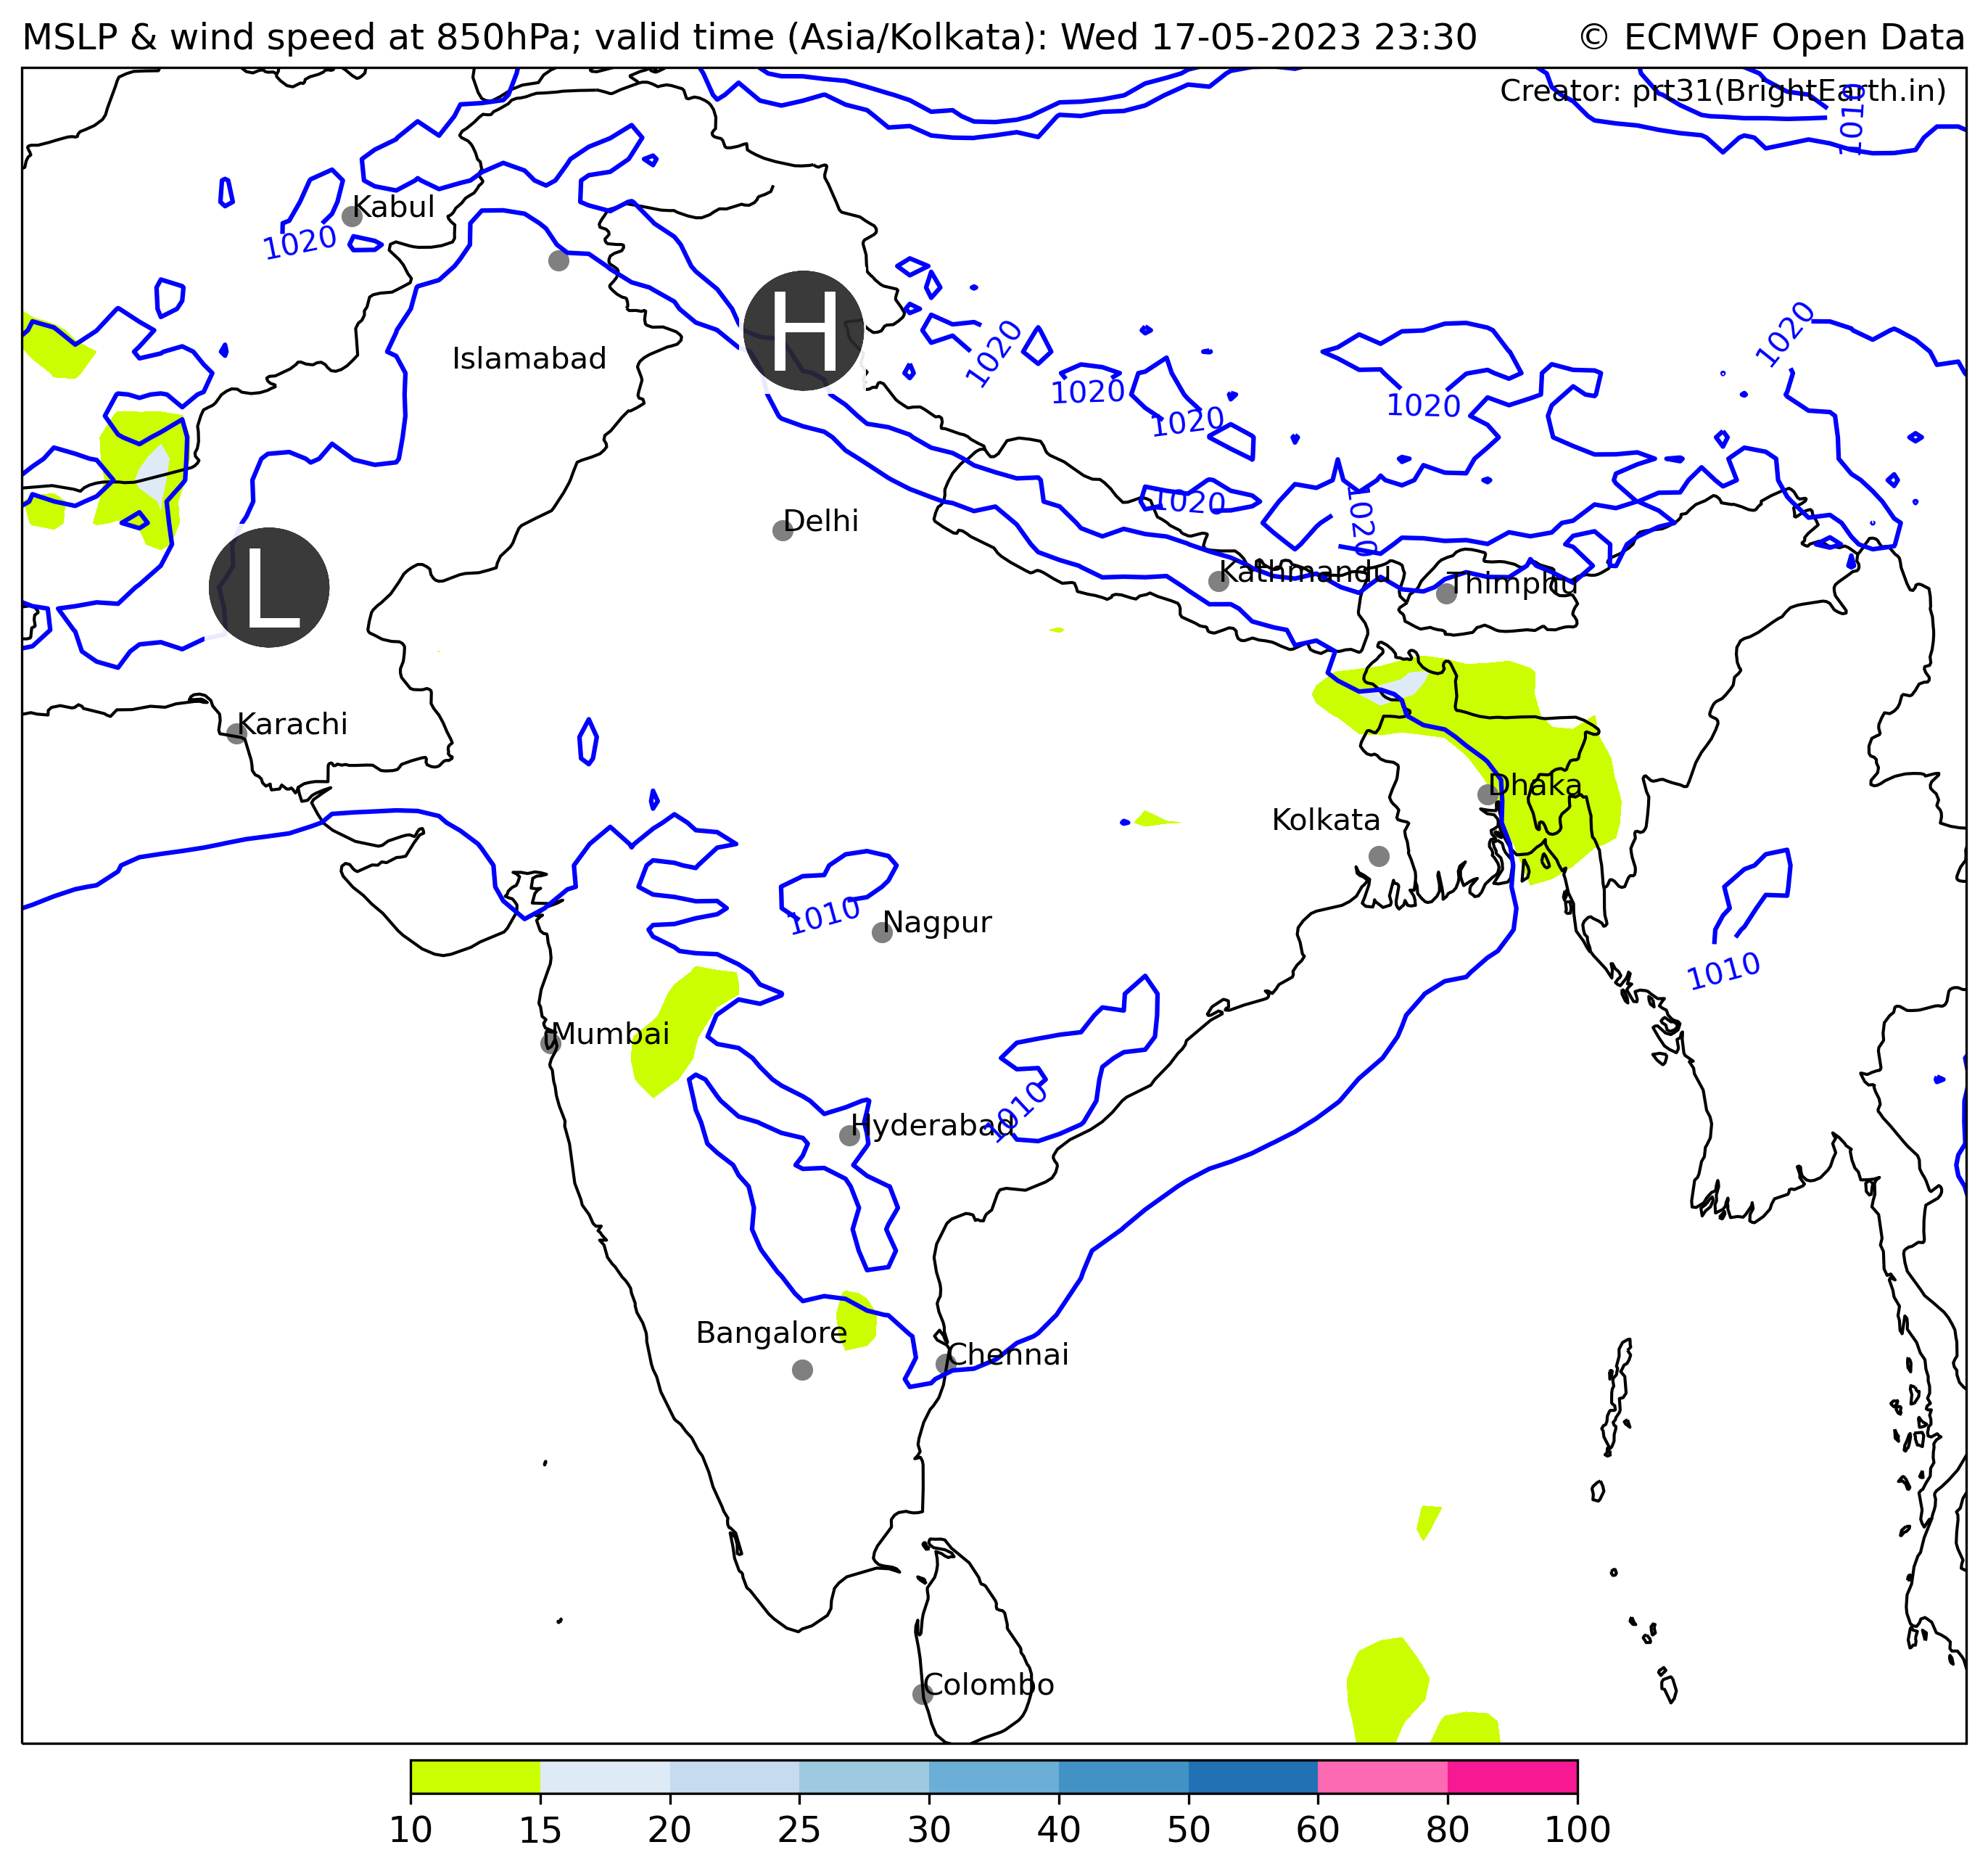 MSLP & wind speed at 850hPa; valid time (Asia/Kolkata): Wed 17-05-2023 23:30
© ECMWF Open Data
Creator: prt31(BrightEarth.in)
1010
Kabul
1020
H
Islamabad
1020
1020
1020
1020
1020
1020
1020
Delhi
L
Kathmandu
Thimphu
Karachi
Dhaka
Kolkata
1010
Nagpur
1010
Mumbai
1010
Hyderabad
Bangalore
Chennai
Colombo
10 15 20 25 30 40 50 60 80 100